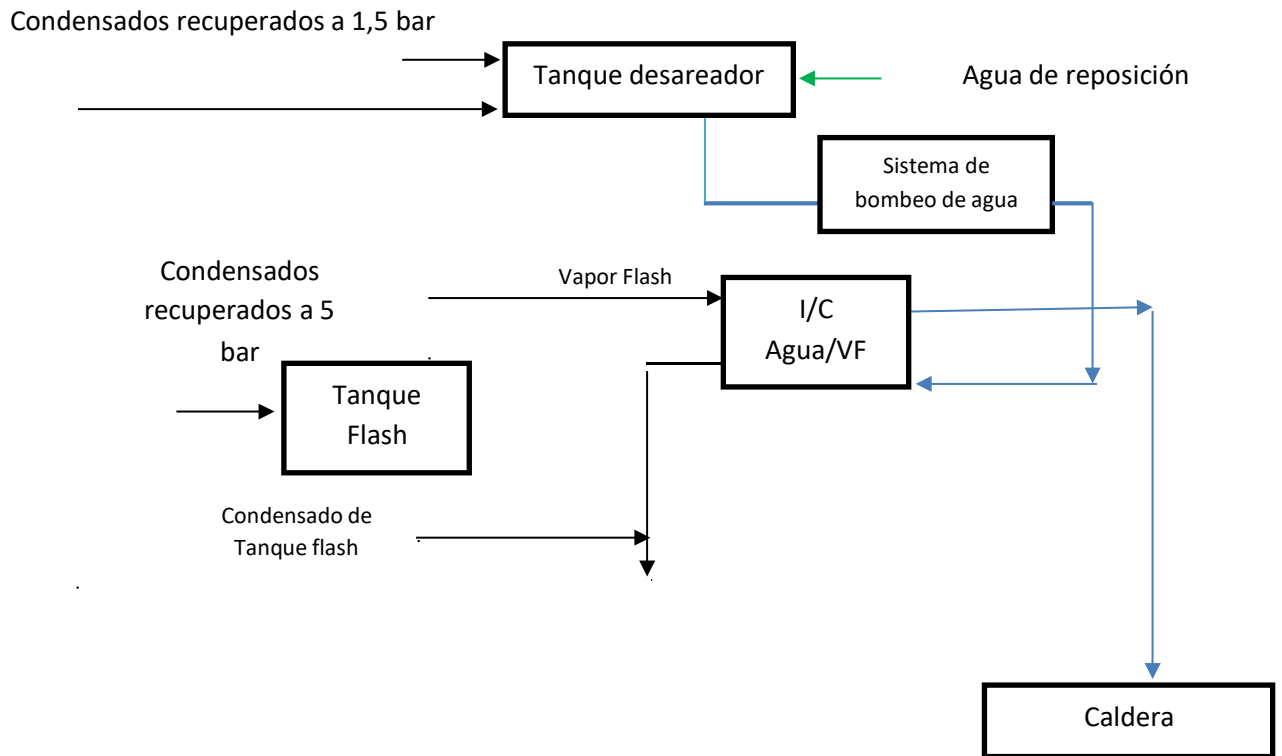 Condensados recuperados a 1,5 bar
Tanque desareador
Agua de reposición
Sistema de
bombeo de agua
Condensados
recuperados a 5
bar
Vapor Flash
I/C
Agua/VF
Tanque
Flash
Condensado de
Tanque flash
Caldera